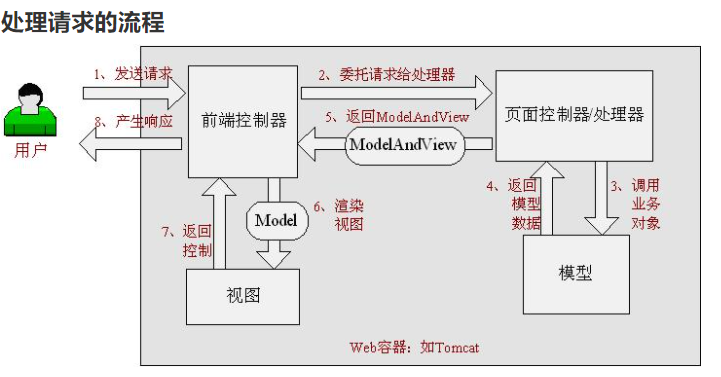 处理请求的流程
1、发送请求
2、委托请求给处理器
8、产生响应
用户
前端控制器
5、返回ModelAndView
ModelAndView
页面控制器/处理器
4、返回
模型
数据
3、调用
业务
对象
6、渲染
视图
Model
7、返回
控制
视图
模型
Web容器：如Tomcat